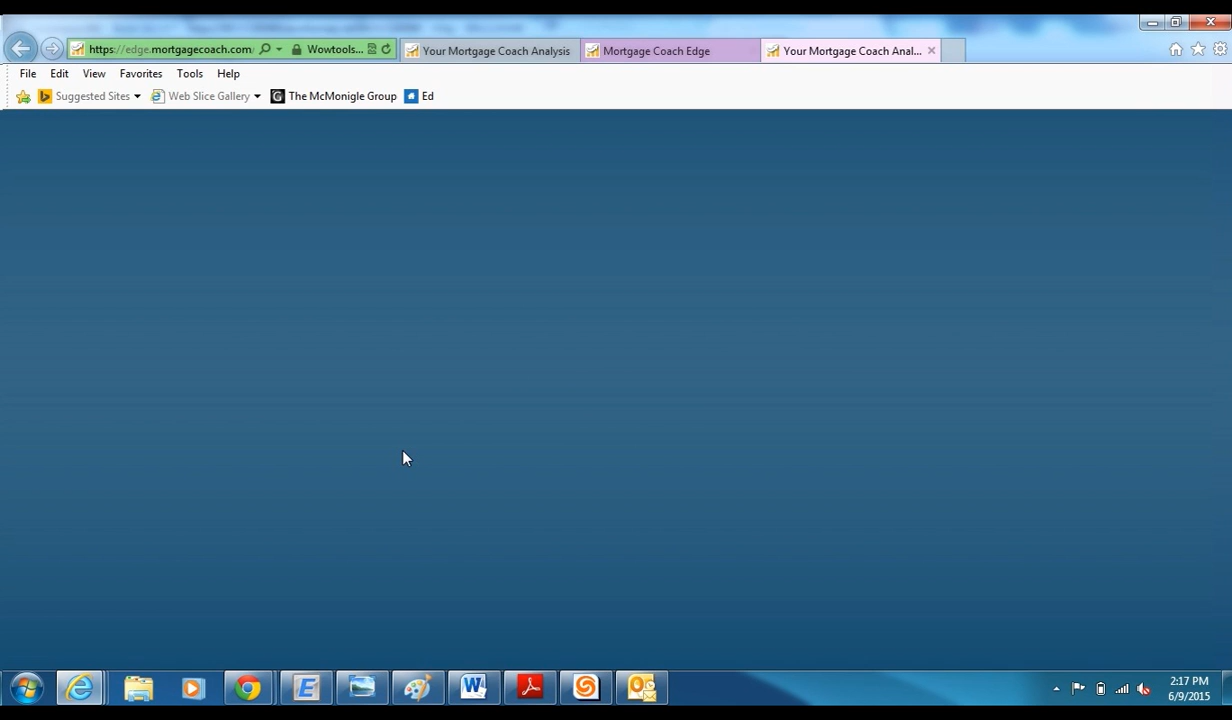 https://edge.mortgagecoach.com/ Wowtools... Your Mortgage Coach Analysis Mortgage Coach Edge Your Mortgage Coach Anal...
File Edit View Favorites Tools Help
Suggested Sites Web Slice Gallery The McMonigle Group Ed
2:17 PM
6/9/2015